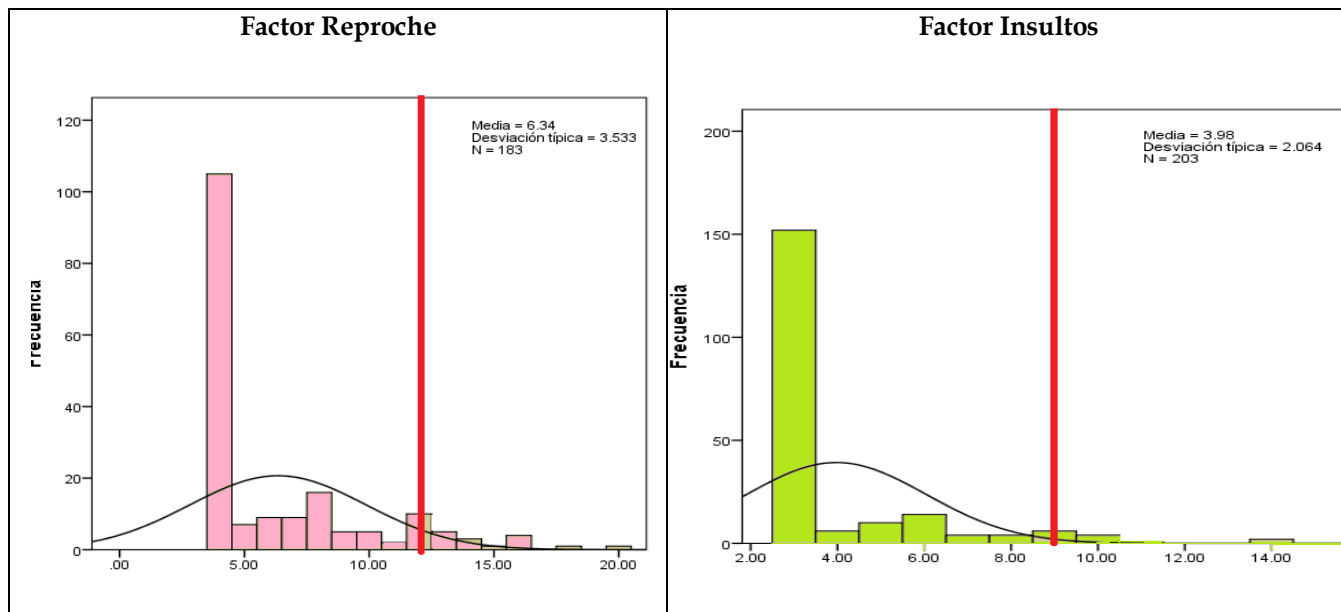 Factor Reproche
Media = 6.34
Desviación típica = 3.533
N = 183
120
100
80
60
40
20
0
Frecuencia
.00
5.00
10.00
15.00
20.00
Factor Insultos
Media = 3.98
Desviación típica = 2.064
N = 203
200
150
100
50
0
Frecuencia
2.00
4.00
6.00
8.00
10.00
12.00
14.00